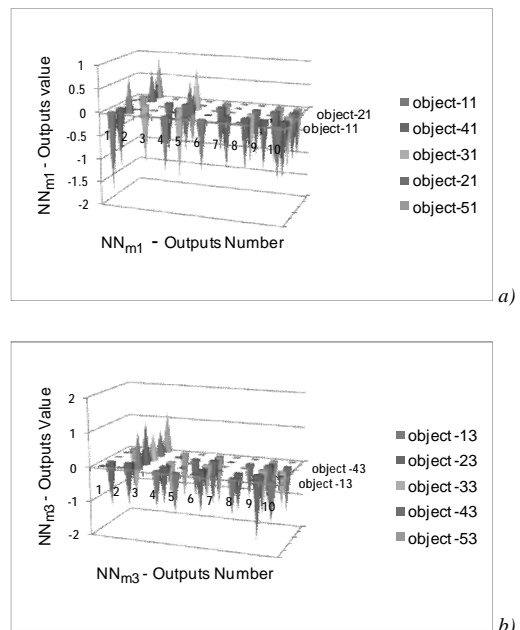 NNm1 - Outputs value
1
0.5
0
-0.5
-1
-1.5
-2
1 2 3 4 5 6 7 8 9 10
object-21
object-11
NNm1 - Outputs Number
object-11
object-41
object-31
object-21
object-51
a)
NNm3 - Outputs Value
2
1
0
-1
-2
1 2 3 4 5 6 7 8 9 10
object-43
object-13
NNm3 - Outputs Number
object-13
object-23
object-33
object-43
object-53
b)